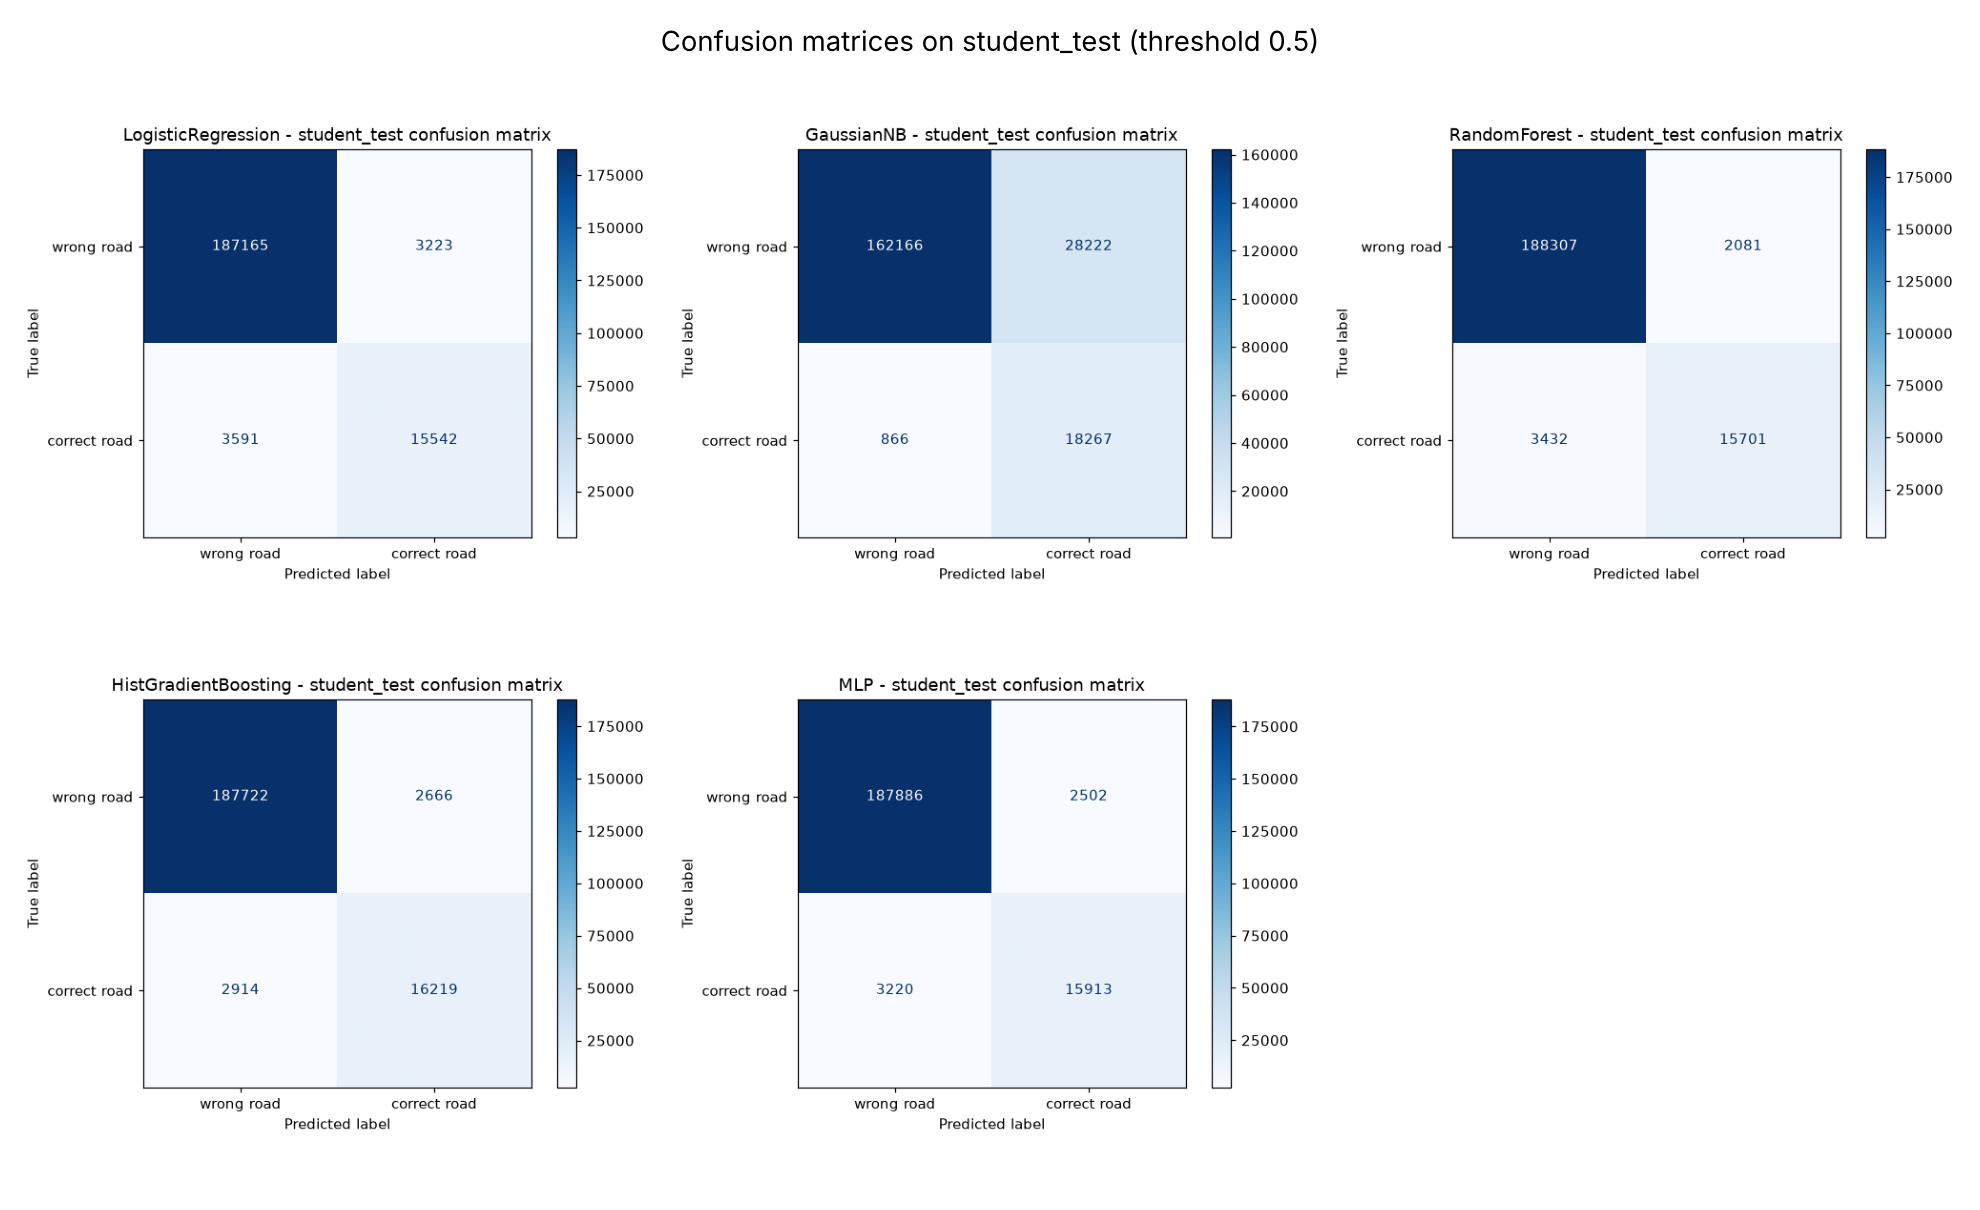 Confusion matrices on student_test (threshold 0.5)
LogisticRegression - student_test confusion matrix
True label
wrong road
187165
3223
correct road
3591
15542
wrong road
correct road
Predicted label
175000
150000
125000
100000
75000
50000
25000
GaussianNB - student_test confusion matrix
True label
wrong road
162166
28222
correct road
866
18267
wrong road
correct road
Predicted label
160000
140000
120000
100000
80000
60000
40000
20000
RandomForest - student_test confusion matrix
True label
wrong road
188307
2081
correct road
3432
15701
wrong road
correct road
Predicted label
175000
150000
125000
100000
75000
50000
25000
HistGradientBoosting - student_test confusion matrix
True label
wrong road
187722
2666
correct road
2914
16219
wrong road
correct road
Predicted label
175000
150000
125000
100000
75000
50000
25000
MLP - student_test confusion matrix
True label
wrong road
187886
2502
correct road
3220
15913
wrong road
correct road
Predicted label
175000
150000
125000
100000
75000
50000
25000